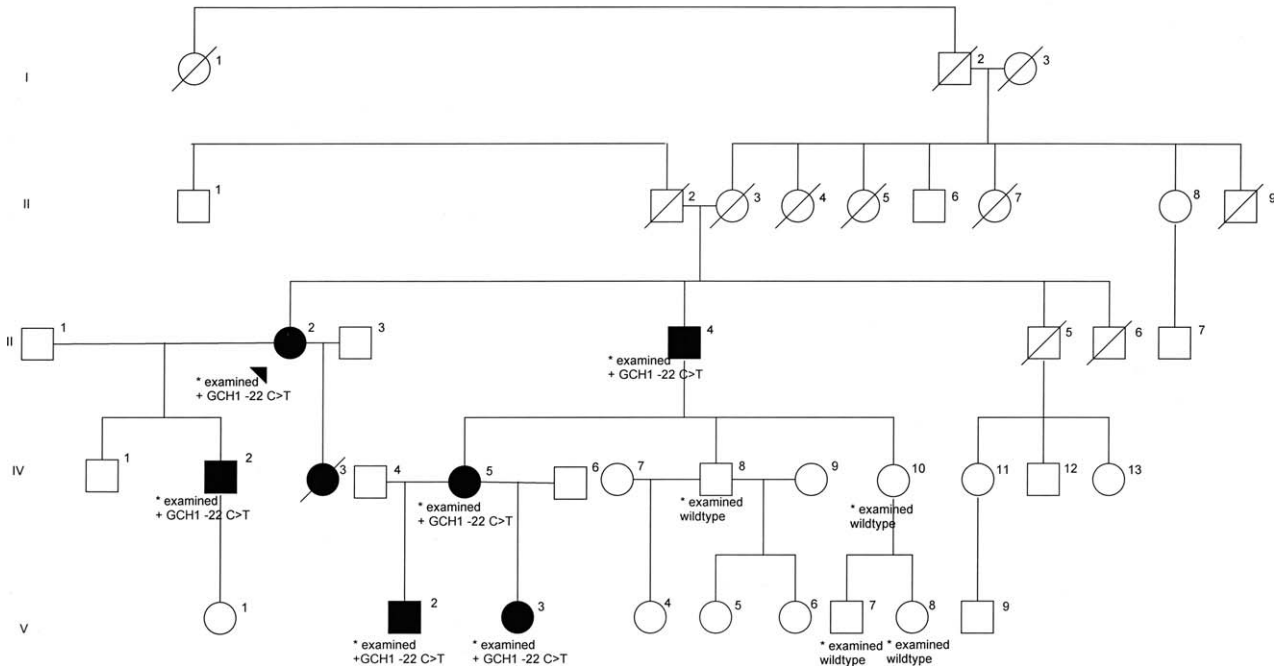 I
1
2
3
II
1
2
3
4
5
6
7
8
9
II
1
2
3
4
5
6
7
* examined
+ GCH1 -22 C>T
* examined
+ GCH1 -22 C>T
IV
1
2
3
4
5
6
7
8
9
10
11
12
13
* examined
+ GCH1 -22 C>T
* examined
+ GCH1 -22 C>T
* examined
wildtype
* examined
wildtype
V
1
2
3
4
5
6
7
8
9
* examined
+GCH1 -22 C>T
* examined
+ GCH1 -22 C>T
* examined
wildtype
* examined
wildtype